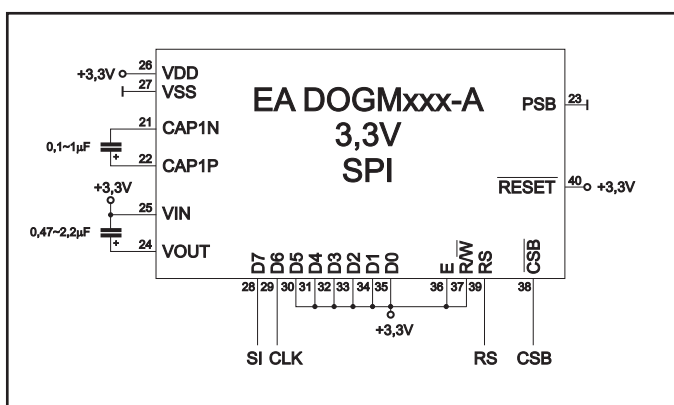 EA DOGMxxx-A
3,3V
SPI
+3,3V
26 VDD
27 VSS
21 CAP1N
0,1~1µF
+
22 CAP1P
+3,3V
25 VIN
0,47~2,2µF
+
24 VOUT
PSB 23
RESET 40 +3,3V
D7 D6 D5 D4 D3 D2 D1 D0 E R/W RS CSB
28 29 30 31 32 33 34 35 36 37 39 38
+3,3V
SI CLK RS CSB